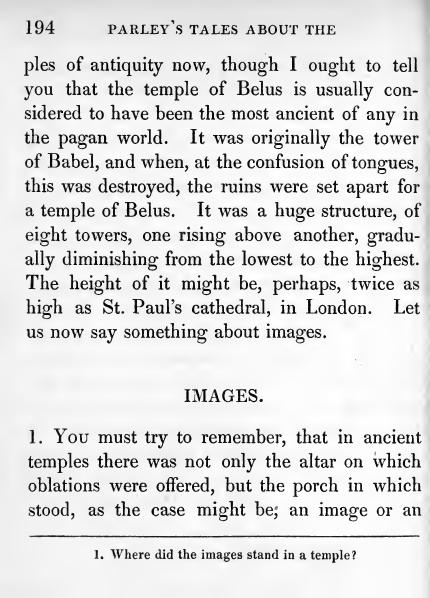 194 PARLEY'S TALES ABOUT THE
ples of antiquity now, though I ought to tell
you that the temple of Belus is usually con-
sidered to have been the most ancient of any in
the pagan world. It was originally the tower
of Babel, and when, at the confusion of tongues,
this was destroyed, the ruins were set apart for
a temple of Belus. It was a huge structure, of
eight towers, one rising above another, gradu-
ally diminishing from the lowest to the highest.
The height of it might be, perhaps, twice as
high as St. Paul's cathedral, in London. Let
us now say something about images.
IMAGES.
1. You must try to remember, that in ancient
temples there was not only the altar on which
oblations were offered, but the porch in which
stood, as the case might be; an image or an
1. Where did the images stand in a temple?